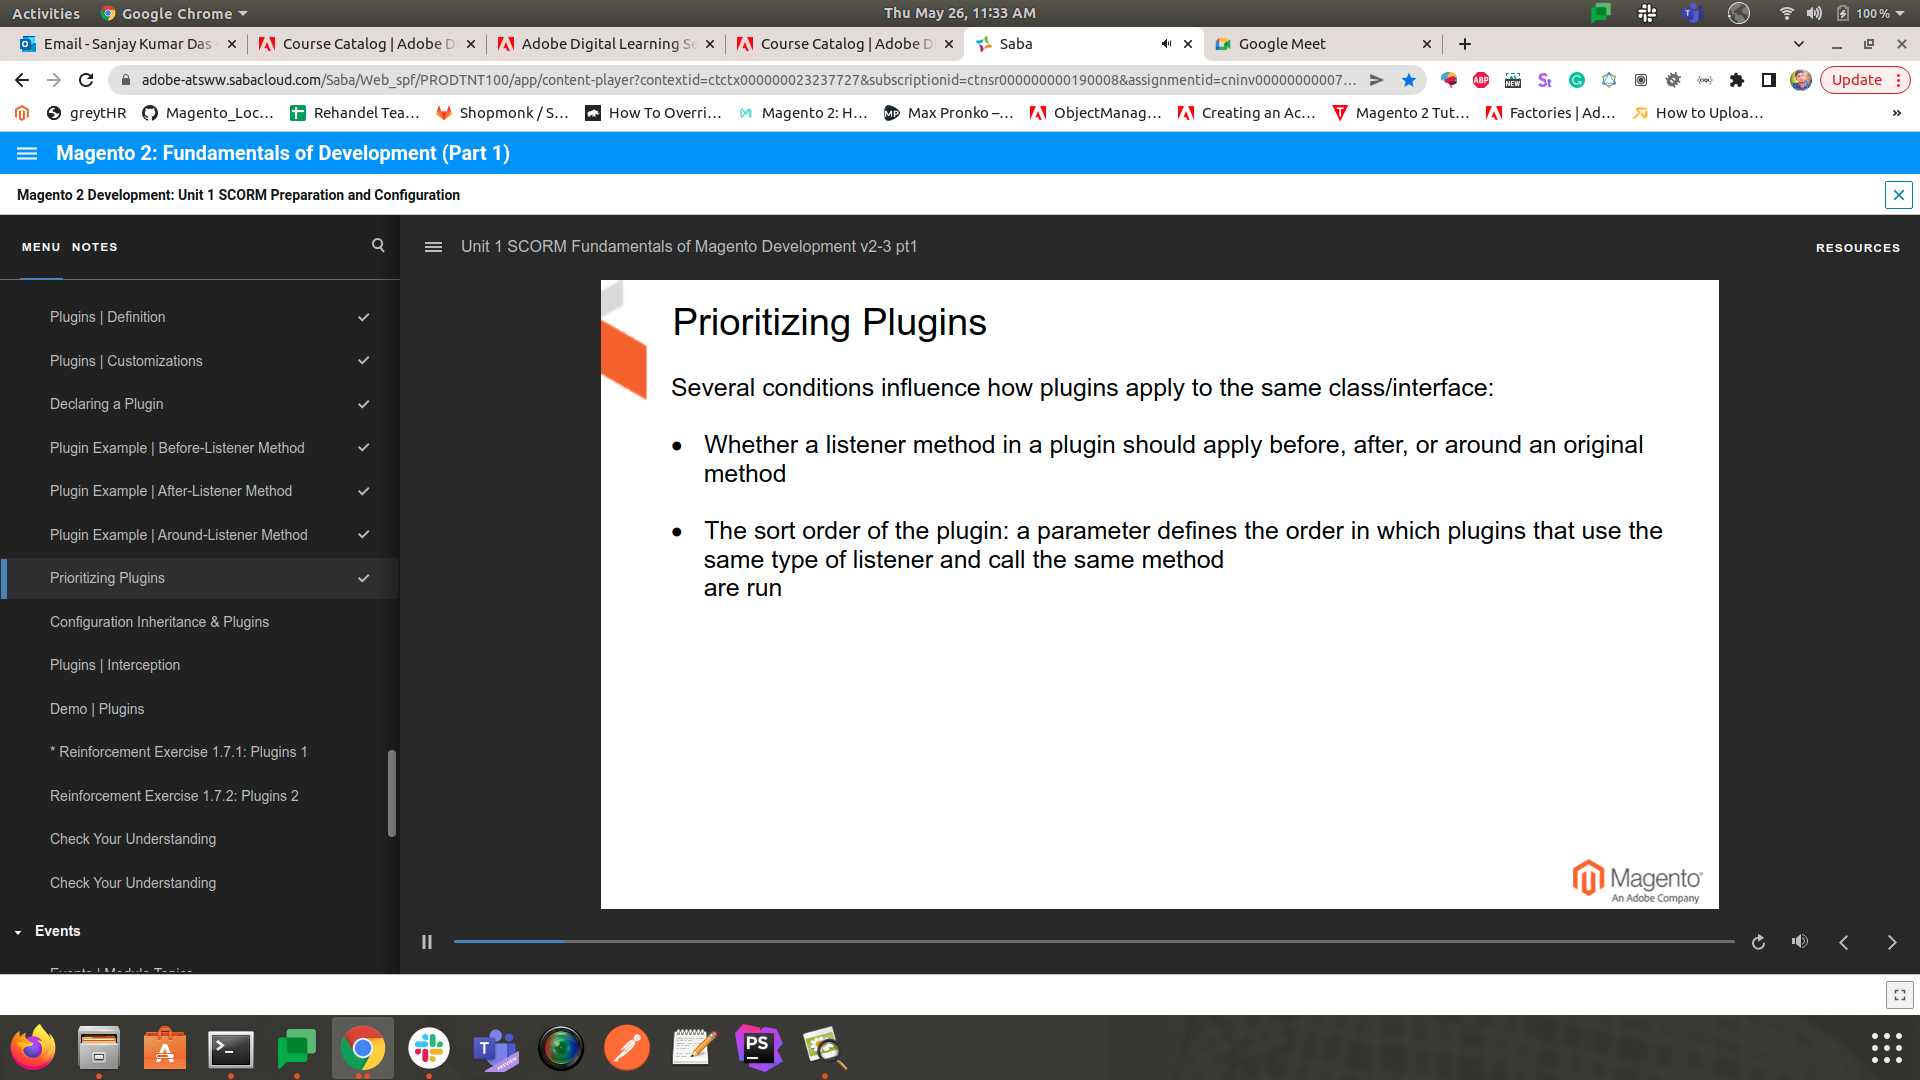 Activities Google Chrome Thu May 26, 11:33 AM 100 %
Email - Sanjay Kumar Das Course Catalog | Adobe D Adobe Digital Learning Se Course Catalog | Adobe D Saba Google Meet
adobe-atsww.sabacloud.com/Saba/Web_spf/PRODTNT100/app/content-player?contextid=ctctx000000023237727&subscriptionid=ctnsr000000000190008&assignmentid=cninv00000000007... Update
greytHR Magento_Loc... Rehandel Tea... Shopmonk / S... How To Overri... Magento 2: H... Max Pronko –... ObjectManag... Creating an Ac... Magento 2 Tut... Factories | Ad... How to Uploa... »
Magento 2: Fundamentals of Development (Part 1)
Magento 2 Development: Unit 1 SCORM Preparation and Configuration
MENU NOTES
Unit 1 SCORM Fundamentals of Magento Development v2-3 pt1
RESOURCES
Plugins | Definition
Plugins | Customizations
Declaring a Plugin
Plugin Example | Before-Listener Method
Plugin Example | After-Listener Method
Plugin Example | Around-Listener Method
Prioritizing Plugins
Configuration Inheritance & Plugins
Plugins | Interception
Demo | Plugins
* Reinforcement Exercise 1.7.1: Plugins 1
Reinforcement Exercise 1.7.2: Plugins 2
Check Your Understanding
Check Your Understanding
Events
Events | Module Topics
Prioritizing Plugins
Several conditions influence how plugins apply to the same class/interface:
• Whether a listener method in a plugin should apply before, after, or around an original
method
• The sort order of the plugin: a parameter defines the order in which plugins that use the
same type of listener and call the same method
are run
Magento
An Adobe Company